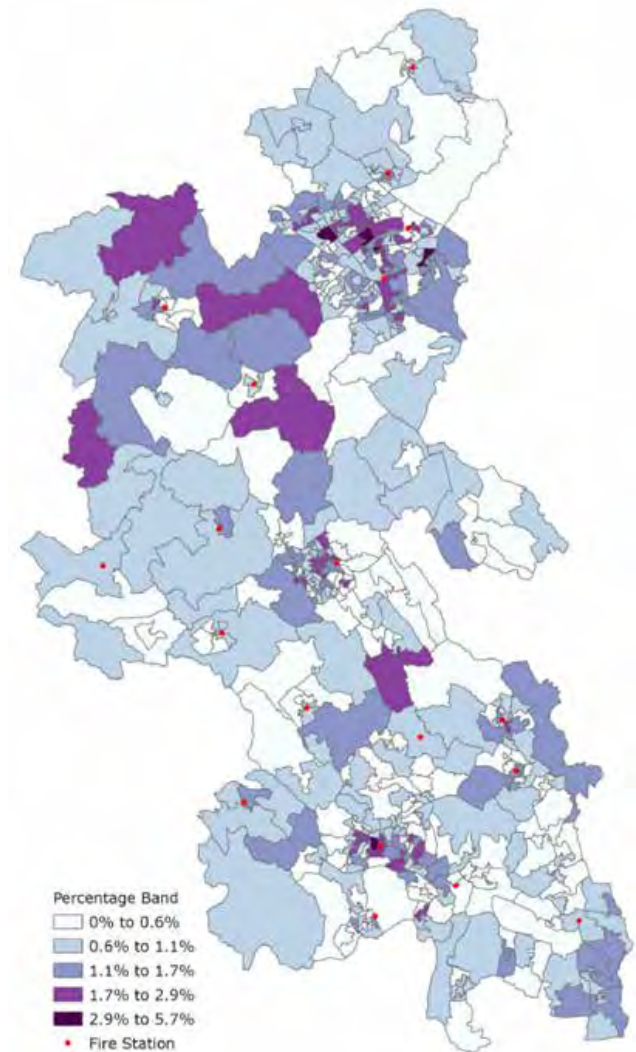 Percentage Band
0% to 0.6%
0.6% to 1.1%
1.1% to 1.7%
1.7% to 2.9%
2.9% to 5.7%
Fire Station